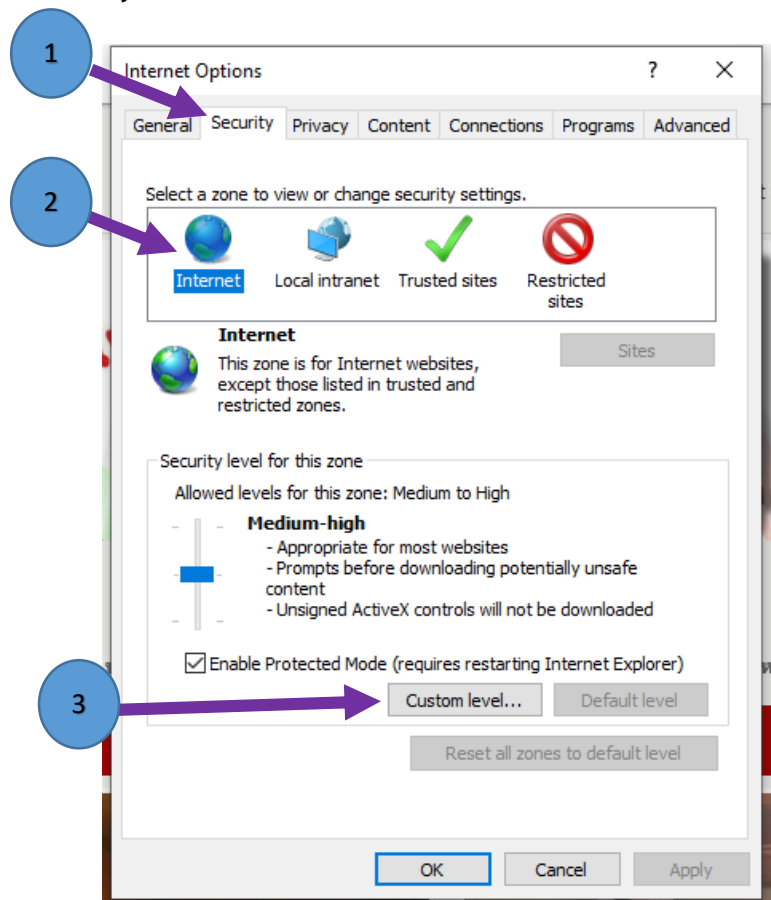 1
Internet Options
?
General Security Privacy Content Connections Programs Advanced
2
Select a zone to view or change security settings.
Internet
Local intranet
Trusted sites
Restricted
sites
Internet
Sites
This zone is for Internet websites,
except those listed in trusted and
restricted zones.
Security level for this zone
Allowed levels for this zone: Medium to High
Medium-high
- Appropriate for most websites
- Prompts before downloading potentially unsafe
content
- Unsigned ActiveX controls will not be downloaded
Enable Protected Mode (requires restarting Internet Explorer)
3
Custom level...
Default level
Reset all zones to default level
OK
Cancel
Apply